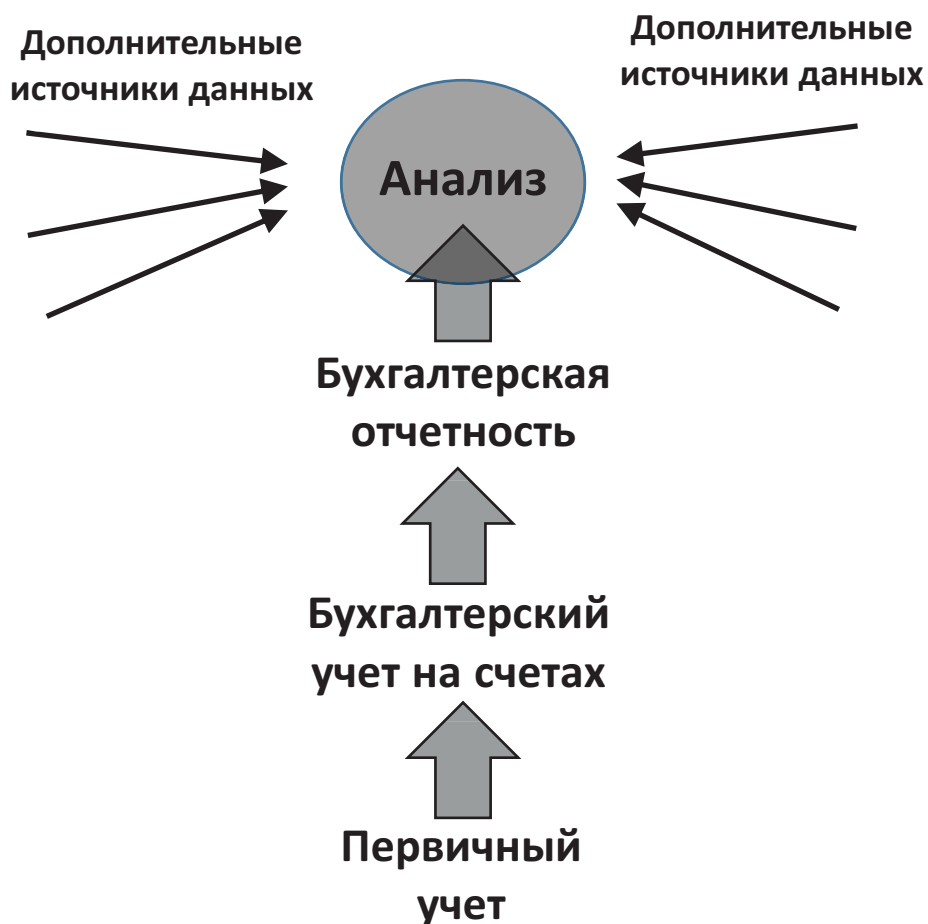 Дополнительные
источники данных
Дополнительные
источники данных
Анализ
Бухгалтерская
отчетность
Бухгалтерский
учет на счетах
Первичный
учет